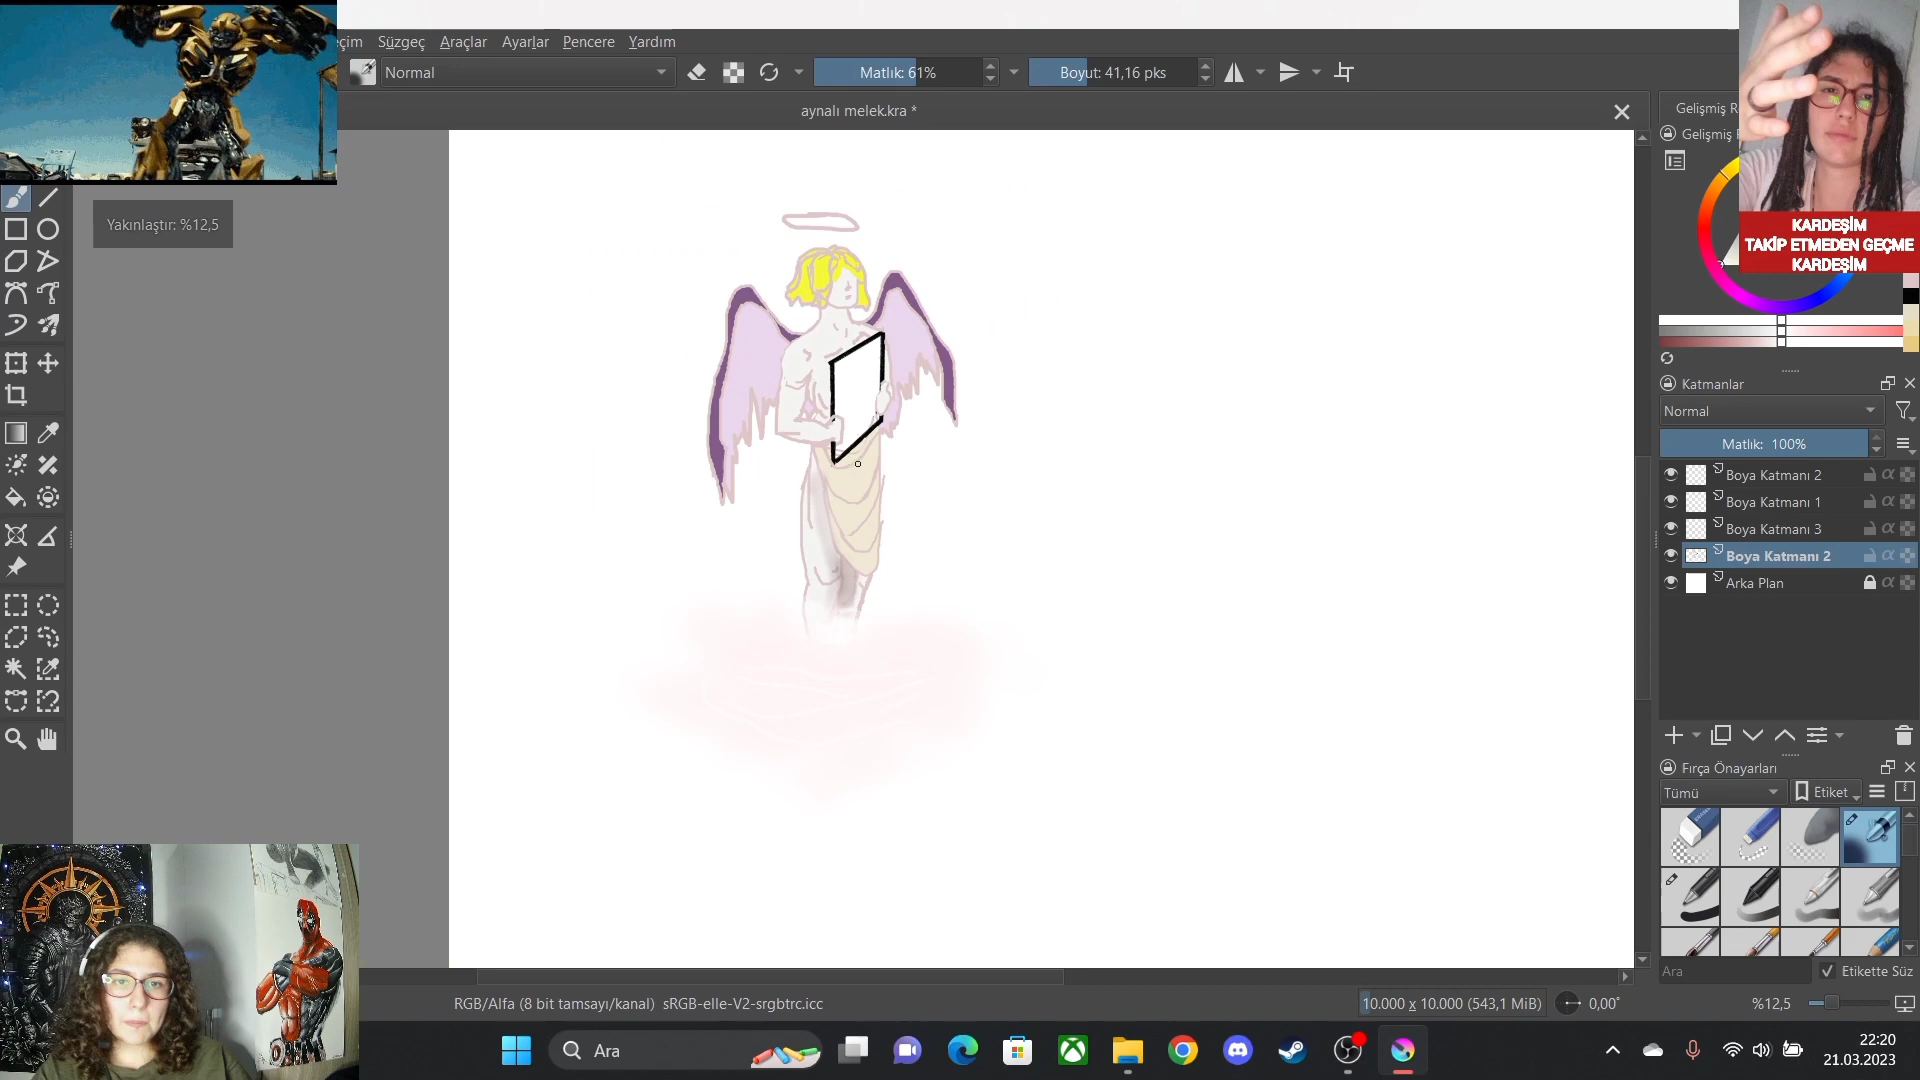 eçim Süzgeç Araçlar Ayarlar Pencere Yardım
Normal
Matlık: 61%
Boyut: 41,16 pks
aynalı melek.kra *
Yakınlaştır: %12,5
Gelişmiş R
Gelişmiş
KARDEŞİM
TAKİP ETMEDEN GEÇME
KARDEŞİM
Katmanlar
Normal
Matlık: 100%
Boya Katmanı 2
Boya Katmanı 1
Boya Katmanı 3
Boya Katmanı 2
Arka Plan
Fırça Önayarları
Tümü
Etiket
Ara
Etikette Süz
RGB/Alfa (8 bit tamsayı/kanal) sRGB-elle-V2-srgbtrc.icc
10.000 x 10.000 (543,1 MiB)
0,00°
%12,5
Ara
22:20
21.03.2023